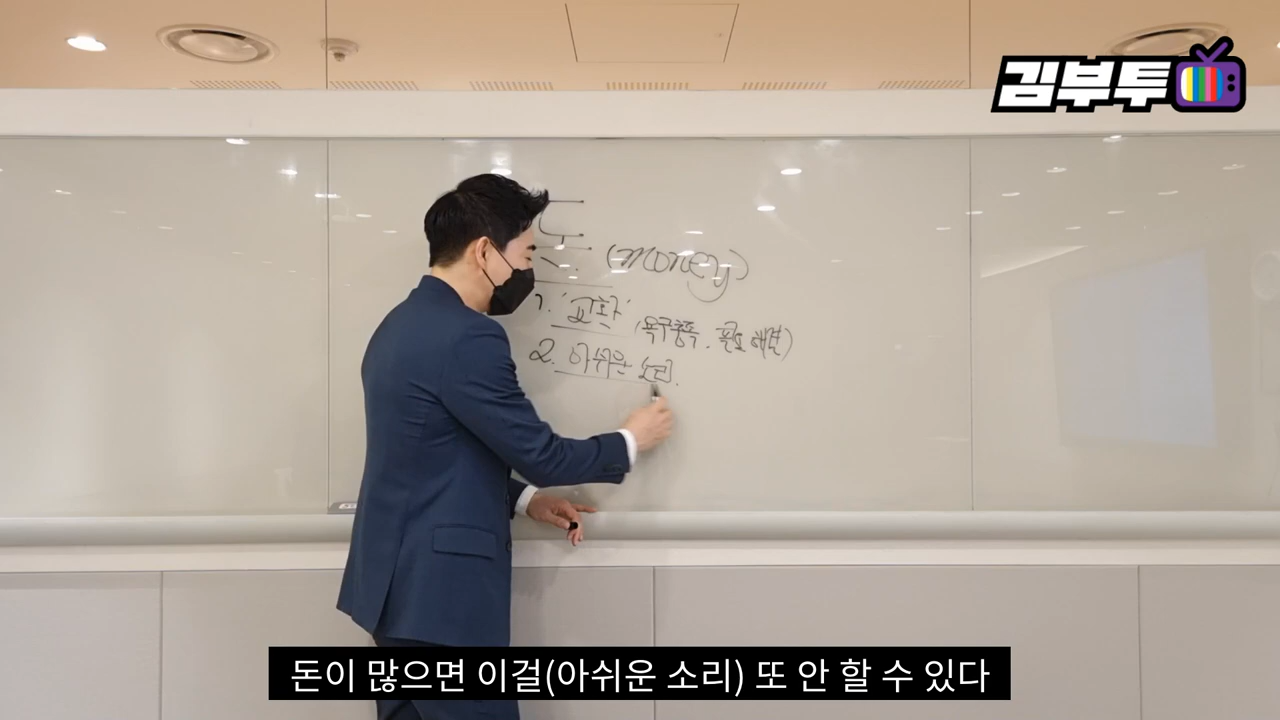 김부투
돈 (money)
1. '교환' (욕구충족, 문제해결)
2. 아쉬운 소리.
돈이 많으면 이걸(아쉬운 소리) 또 안 할 수 있다